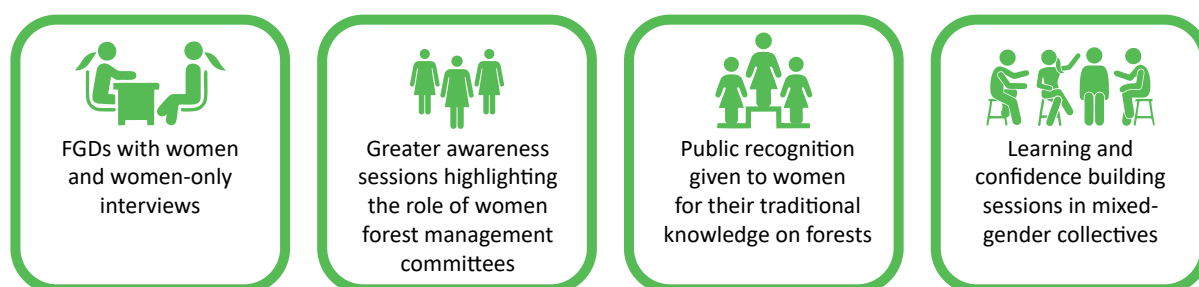 FGDs with women
and women-only
interviews
Greater awareness
sessions highlighting
the role of women
forest management
committees
Public recognition
given to women
for their traditional
knowledge on forests
Learning and
confidence building
sessions in mixed-
gender collectives